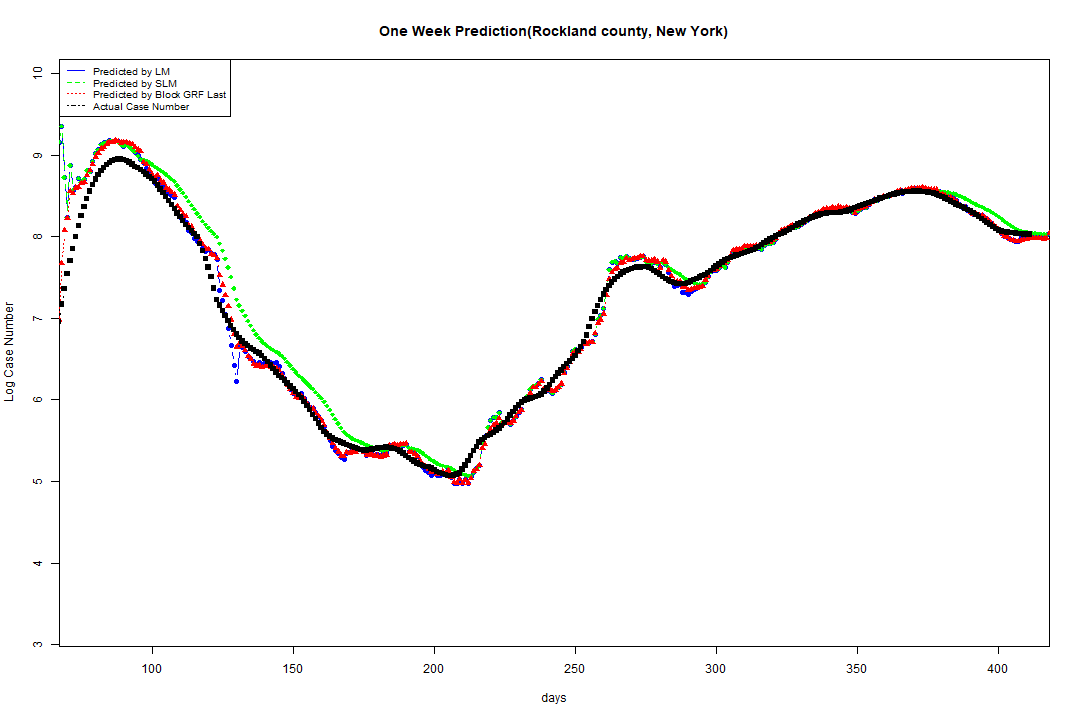 One Week Prediction(Rockland county, New York)
Predicted by LM
Predicted by SLM
Predicted by Block GRF Last
Actual Case Number
10
9
8
7
6
5
4
3
Log Case Number
100 150 200 250 300 350 400
days